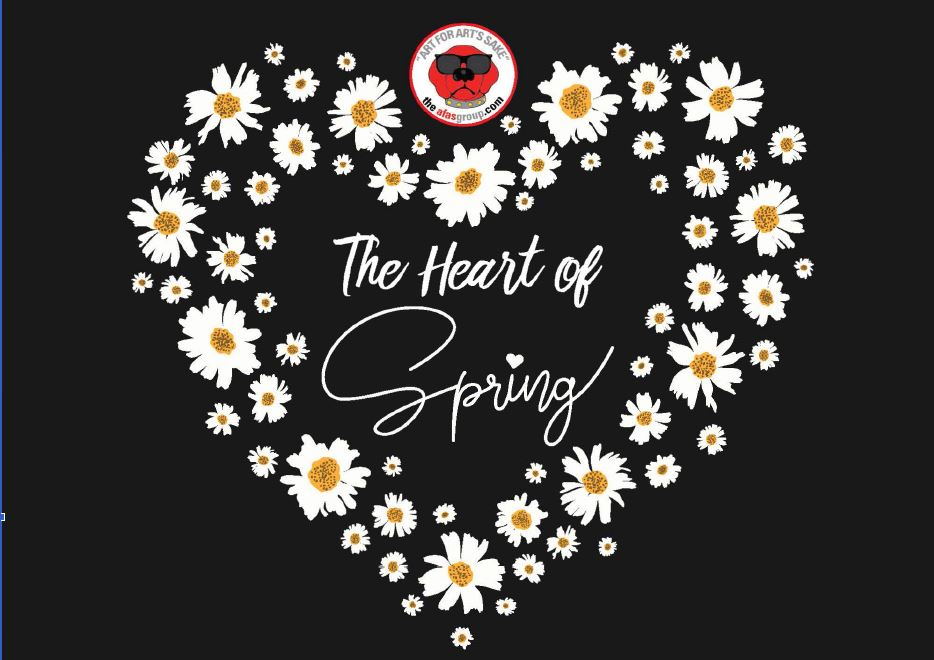 "ART FOR ART'S SAKE"
the afasgroup.com
The Heart of
Spring